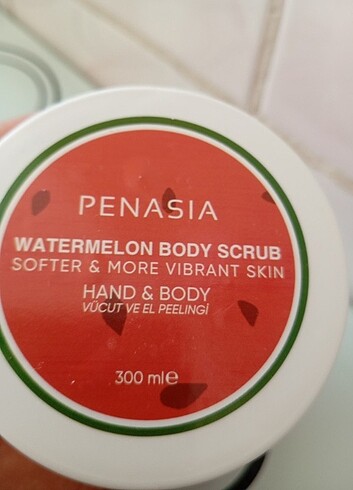 PENASIA
WATERMELON BODY SCRUB
SOFTER & MORE VIBRANT SKIN
HAND & BODY
VÜCUT VE EL PEELINGİ
300 ml℮